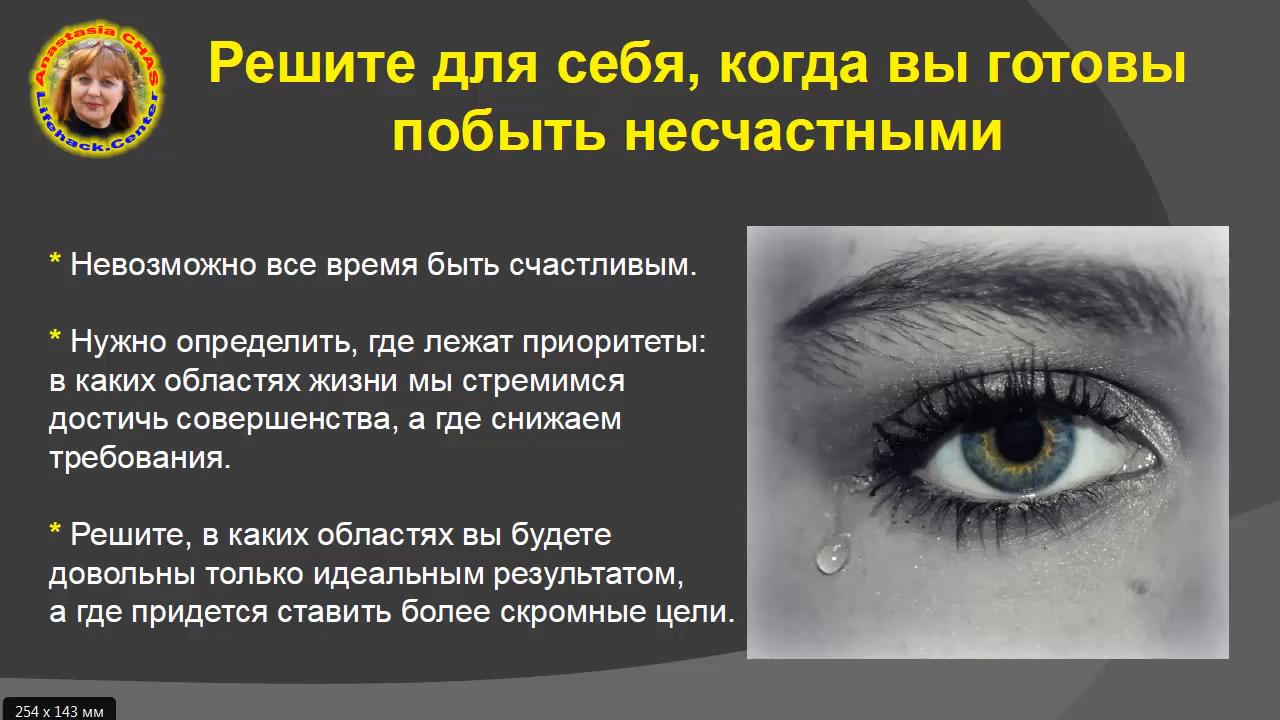 Anastasia CHAS
Lifehack.Center
Решите для себя, когда вы готовы
побыть несчастными
* Невозможно все время быть счастливым.
* Нужно определить, где лежат приоритеты:
в каких областях жизни мы стремимся
достичь совершенства, а где снижаем
требования.
* Решите, в каких областях вы будете
довольны только идеальным результатом,
а где придется ставить более скромные цели.
254 x 143 мм